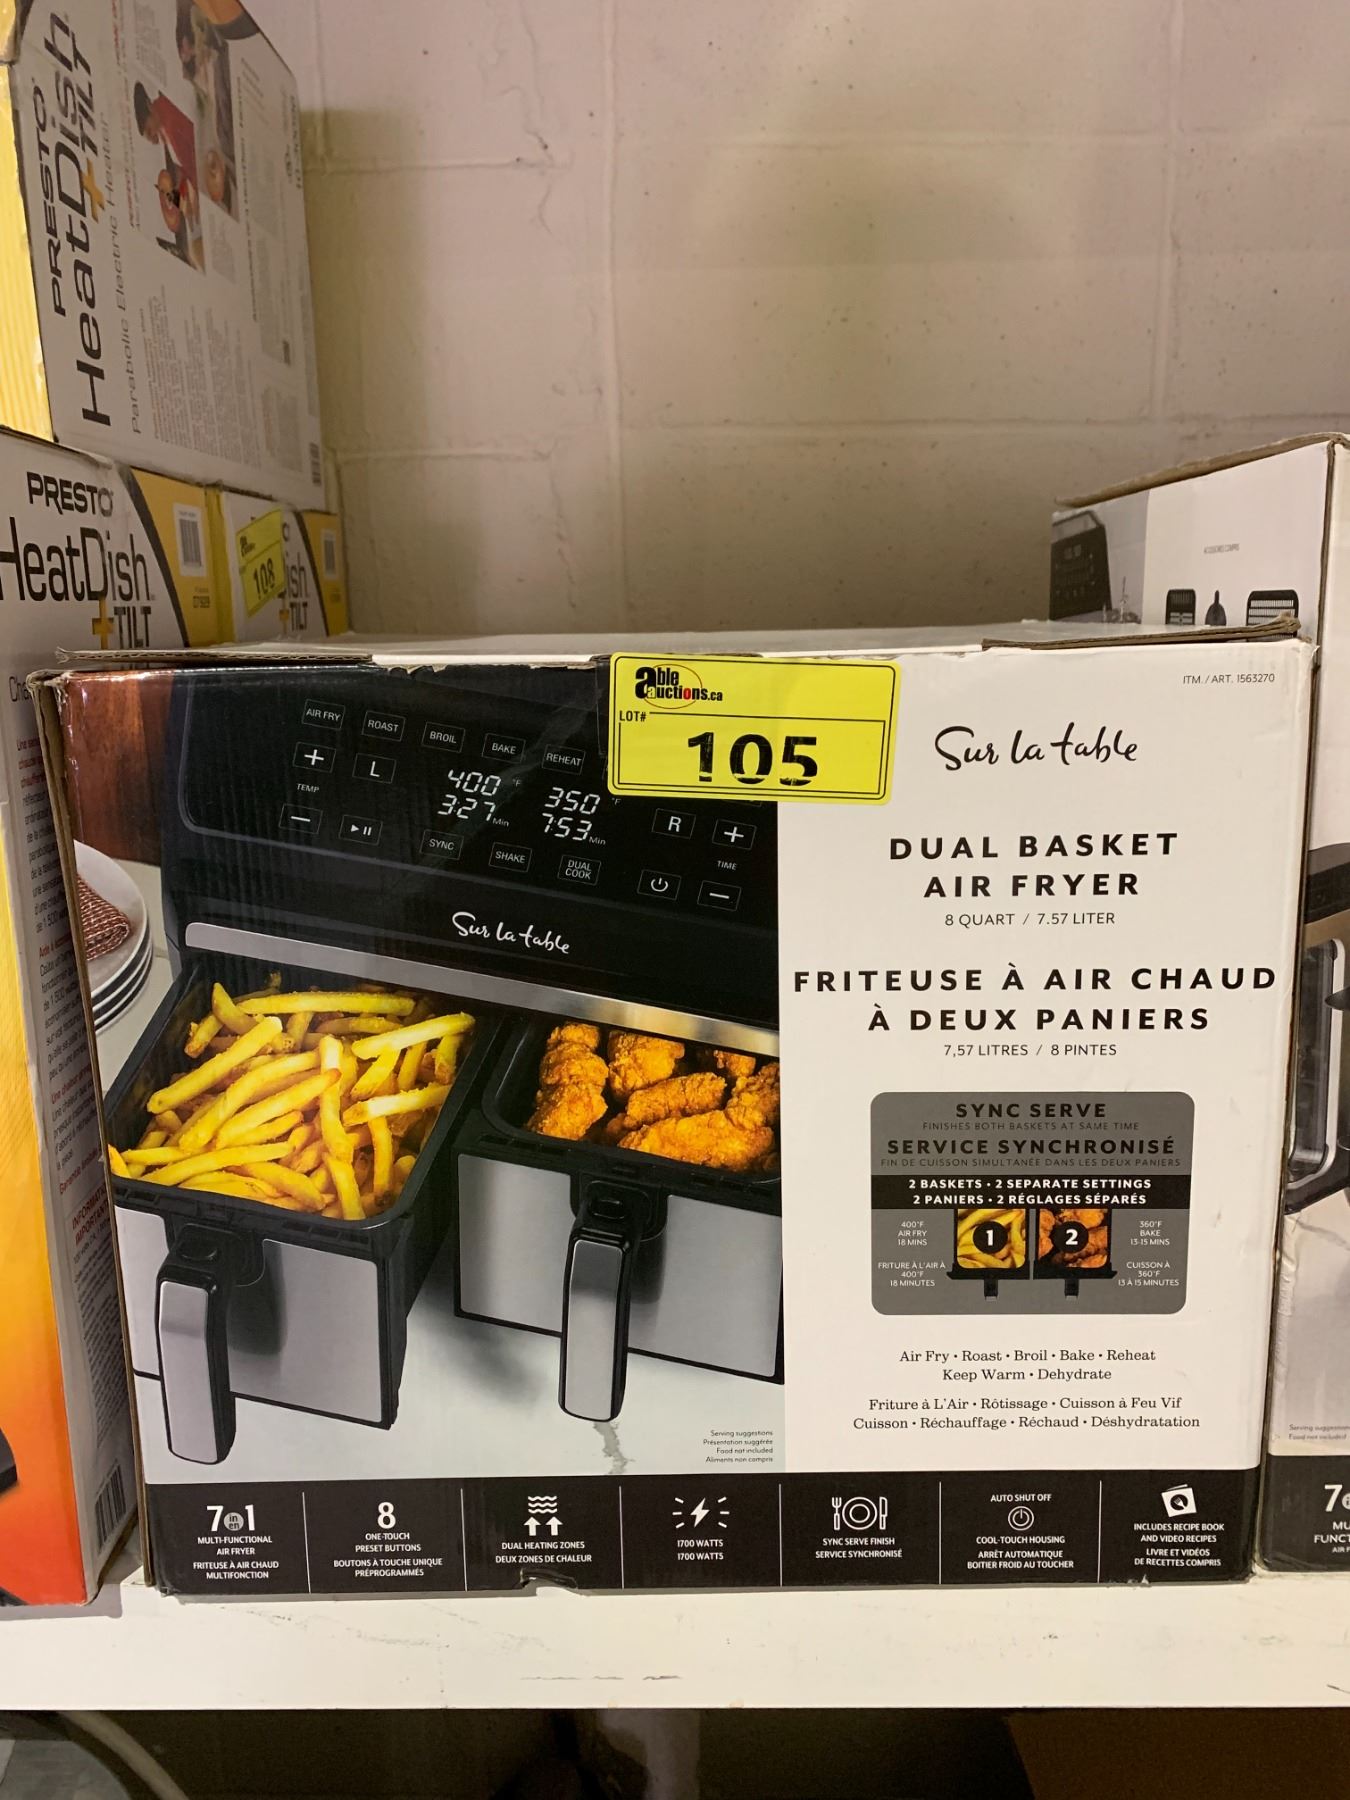 PRESTO
HeatDish
+TILT
Parabolic Electric Heater
PRESTO
HeatDish
+TILT
108
able
auctions.ca
LOT#
105
ITM. / ART. 1563270
Sur la table
DUAL BASKET
AIR FRYER
8 QUART / 7.57 LITER
FRITEUSE À AIR CHAUD
À DEUX PANIERS
7,57 LITRES / 8 PINTES
SYNC SERVE
FINISHES BOTH BASKETS AT SAME TIME
SERVICE SYNCHRONISÉ
FIN DE CUISSON SIMULTANÉE DANS LES DEUX PANIERS
2 BASKETS • 2 SEPARATE SETTINGS
2 PANIERS • 2 RÉGLAGES SÉPARÉS
400°F
AIR FRY
18 MINS
FRITURE À L'AIR À
400°F
18 MINUTES
1
2
360°F
BAKE
13-15 MINS
CUISSON À
360°F
13 À 15 MINUTES
Air Fry • Roast • Broil • Bake • Reheat
Keep Warm • Dehydrate
Friture à L'Air • Rôtissage • Cuisson à Feu Vif
Cuisson • Réchauffage • Réchaud • Déshydratation
AIR FRY
ROAST
BROIL
BAKE
REHEAT
+
L
TEMP
400 °F
3:27 Min
350 °F
7:53 Min
R
+
TIME
SYNC
SHAKE
DUAL
COOK
Sur la table
Serving suggestions
Présentation suggérée
Food not included
Aliments non compris
7 in en 1
MULTI-FUNCTIONAL
AIR FRYER
FRITEUSE À AIR CHAUD
MULTIFONCTION
8
ONE-TOUCH
PRESET BUTTONS
BOUTONS À TOUCHE UNIQUE
PRÉPROGRAMMÉS
DUAL HEATING ZONES
DEUX ZONES DE CHALEUR
1700 WATTS
1700 WATTS
SYNC SERVE FINISH
SERVICE SYNCHRONISÉ
AUTO SHUT OFF
COOL-TOUCH HOUSING
ARRÊT AUTOMATIQUE
BOITIER FROID AU TOUCHER
INCLUDES RECIPE BOOK
AND VIDEO RECIPES
LIVRE ET VIDÉOS
DE RECETTES COMPRIS
Serving suggestions
Food not included
7
MU
FUNCT